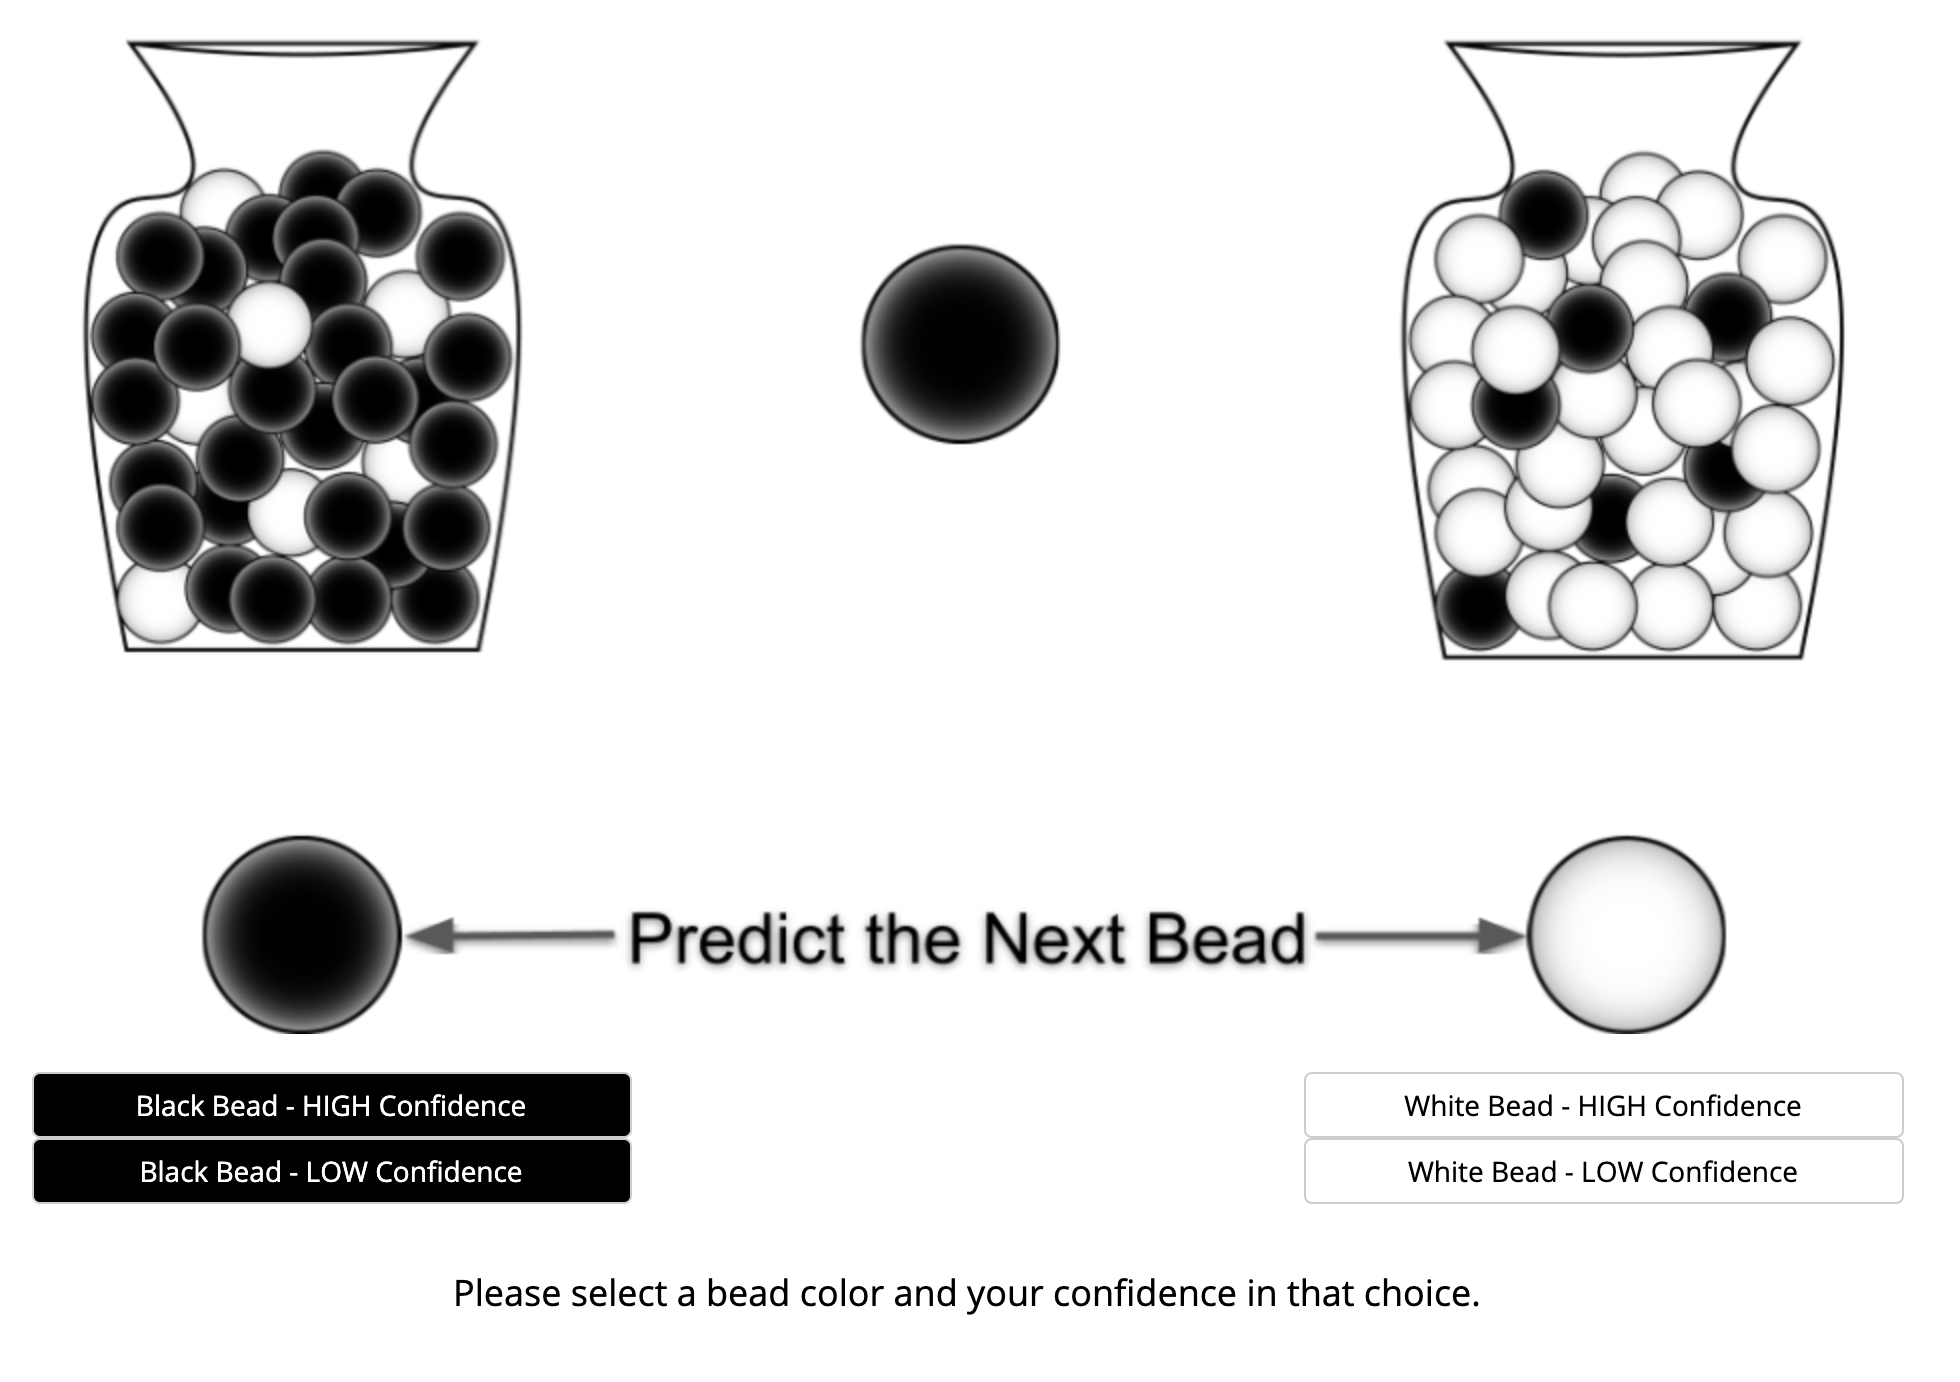 Predict the Next Bead
Black Bead - HIGH Confidence
White Bead - HIGH Confidence
Black Bead - LOW Confidence
White Bead - LOW Confidence
Please select a bead color and your confidence in that choice.